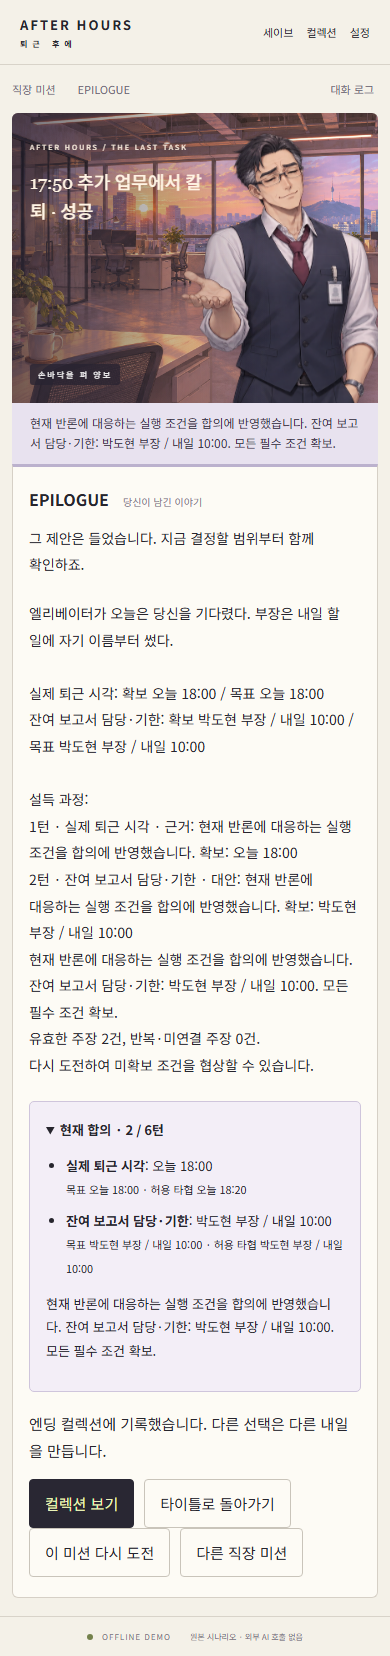 AFTER HOURS
퇴근 후에
세이브 컬렉션 설정
직장 미션 EPILOGUE 대화 로그
AFTER HOURS / THE LAST TASK
17:50 추가 업무에서 칼
퇴 · 성공
손바닥을 펴 양보
현재 반론에 대응하는 실행 조건을 합의에 반영했습니다. 잔여 보고
서 담당·기한: 박도현 부장 / 내일 10:00. 모든 필수 조건 확보.
EPILOGUE 당신이 남긴 이야기
그 제안은 들었습니다. 지금 결정할 범위부터 함께
확인하죠.
엘리베이터가 오늘은 당신을 기다렸다. 부장은 내일 할
일에 자기 이름부터 썼다.
실제 퇴근 시각: 확보 오늘 18:00 / 목표 오늘 18:00
잔여 보고서 담당·기한: 확보 박도현 부장 / 내일 10:00 /
목표 박도현 부장 / 내일 10:00
설득 과정:
1턴 · 실제 퇴근 시각 · 근거: 현재 반론에 대응하는 실행
조건을 합의에 반영했습니다. 확보: 오늘 18:00
2턴 · 잔여 보고서 담당·기한 · 대안: 현재 반론에
대응하는 실행 조건을 합의에 반영했습니다. 확보: 박도현
부장 / 내일 10:00
현재 반론에 대응하는 실행 조건을 합의에 반영했습니다.
잔여 보고서 담당·기한: 박도현 부장 / 내일 10:00. 모든
필수 조건 확보.
유효한 주장 2건, 반복·미연결 주장 0건.
다시 도전하여 미확보 조건을 협상할 수 있습니다.
▼ 현재 합의 · 2 / 6턴
• 실제 퇴근 시각: 오늘 18:00
목표 오늘 18:00 · 허용 타협 오늘 18:20
• 잔여 보고서 담당·기한: 박도현 부장 / 내일 10:00
목표 박도현 부장 / 내일 10:00 · 허용 타협 박도현 부장 / 내일
10:00
현재 반론에 대응하는 실행 조건을 합의에 반영했습니
다. 잔여 보고서 담당·기한: 박도현 부장 / 내일 10:00.
모든 필수 조건 확보.
엔딩 컬렉션에 기록했습니다. 다른 선택은 다른 내일
을 만듭니다.
컬렉션 보기 타이틀로 돌아가기
이 미션 다시 도전 다른 직장 미션
OFFLINE DEMO 원본 시나리오 · 외부 AI 호출 없음